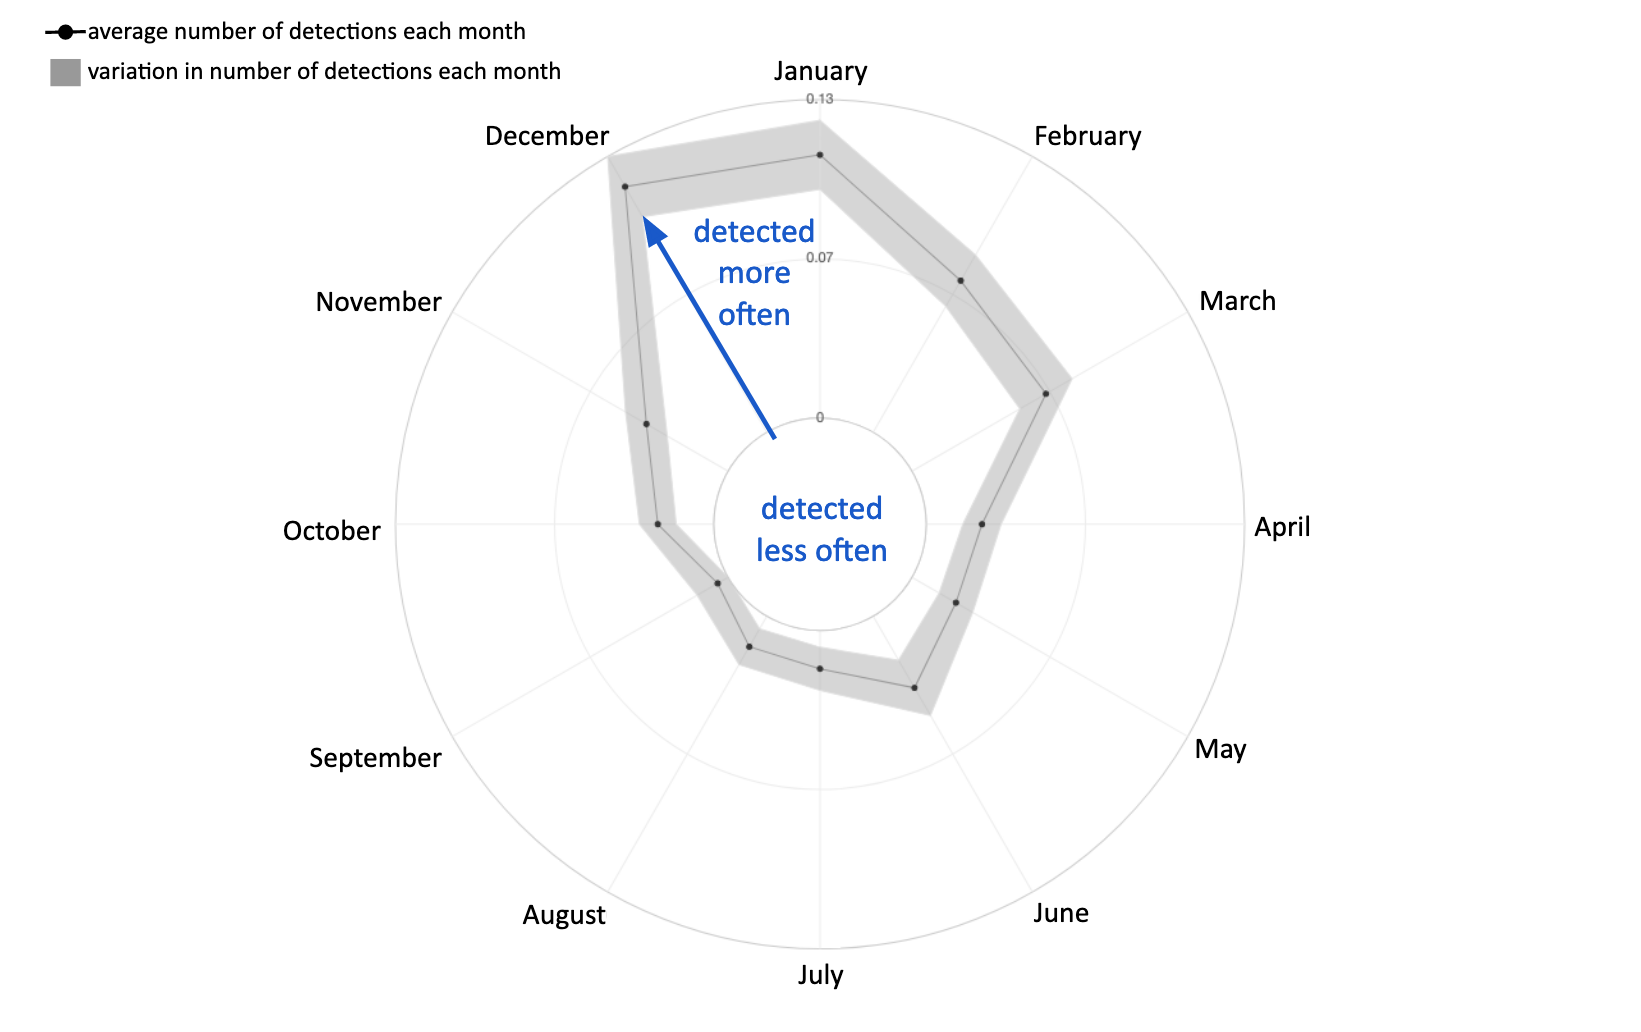 average number of detections each month
variation in number of detections each month
January
0.13
December
February
detected
more
often
0.07
November
March
0
detected
less often
October
April
September
May
August
June
July